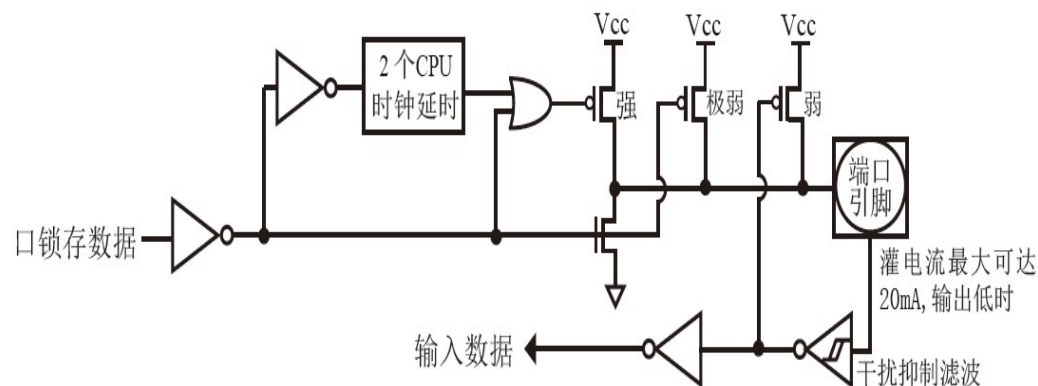 Vcc
Vcc
Vcc
2个CPU
时钟延时
强
极弱
弱
端口
引脚
口锁存数据
灌电流最大可达
20mA,输出低时
输入数据
干扰抑制滤波